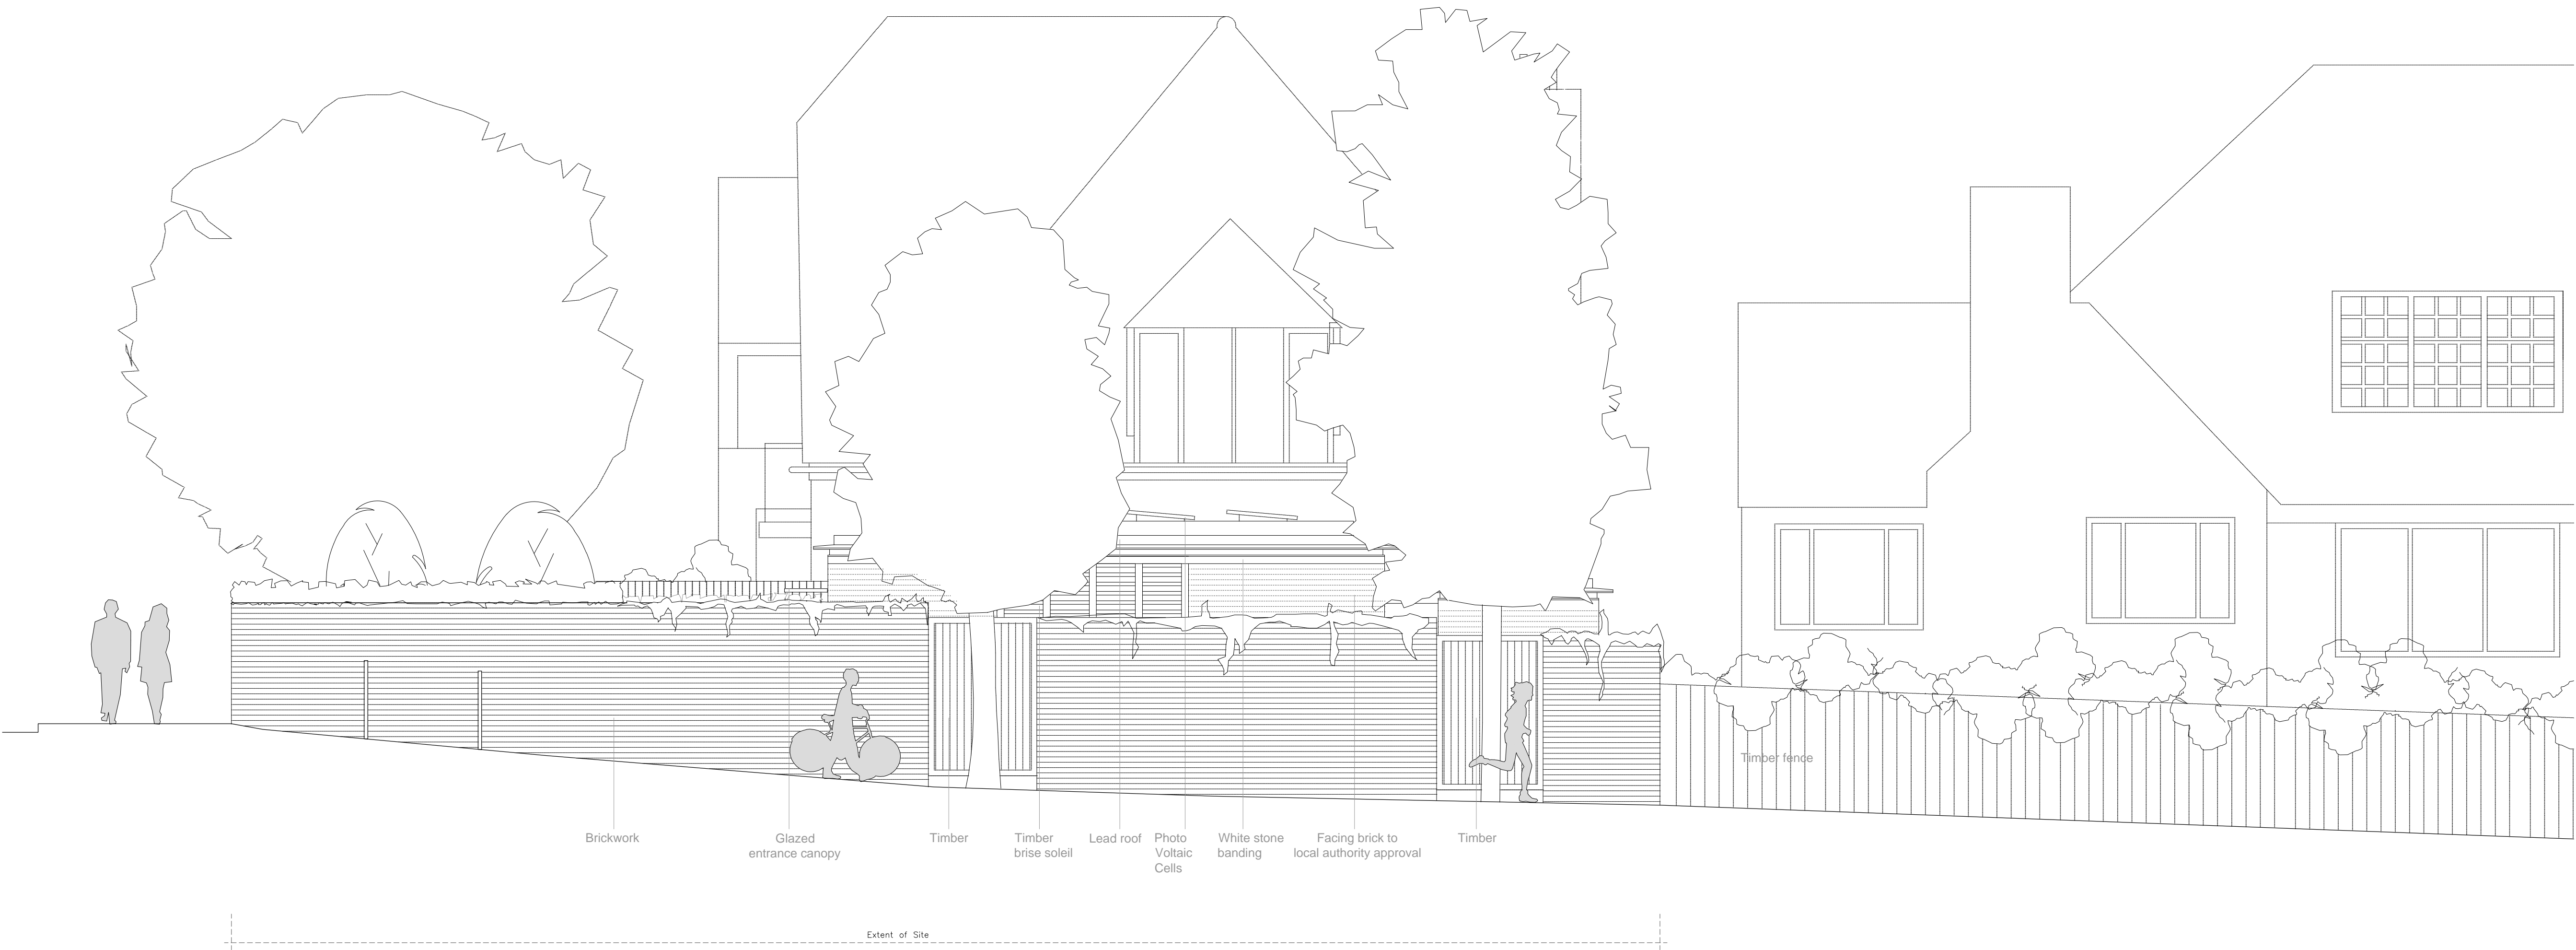 Timber fence
Brickwork
Glazed
entrance canopy
Timber
Timber
brise soleil
Lead roof
Photo
Voltaic
Cells
White stone
banding
Facing brick to
local authority approval
Timber
Extent of Site